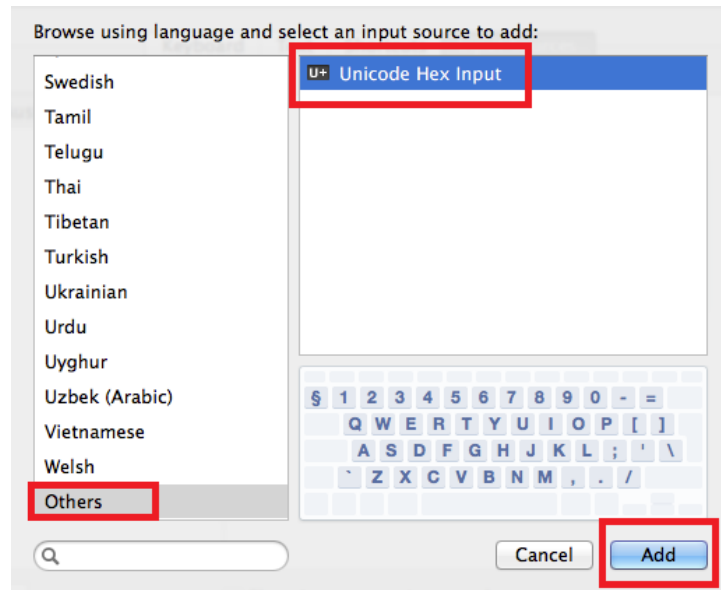 Browse using language and select an input source to add:
Swedish
Tamil
Telugu
Thai
Tibetan
Turkish
Ukrainian
Urdu
Uyghur
Uzbek (Arabic)
Vietnamese
Welsh
Others
U+ Unicode Hex Input
§ 1 2 3 4 5 6 7 8 9 0 - =
Q W E R T Y U I O P [ ]
A S D F G H J K L ; ' \
` Z X C V B N M , . /
Cancel
Add